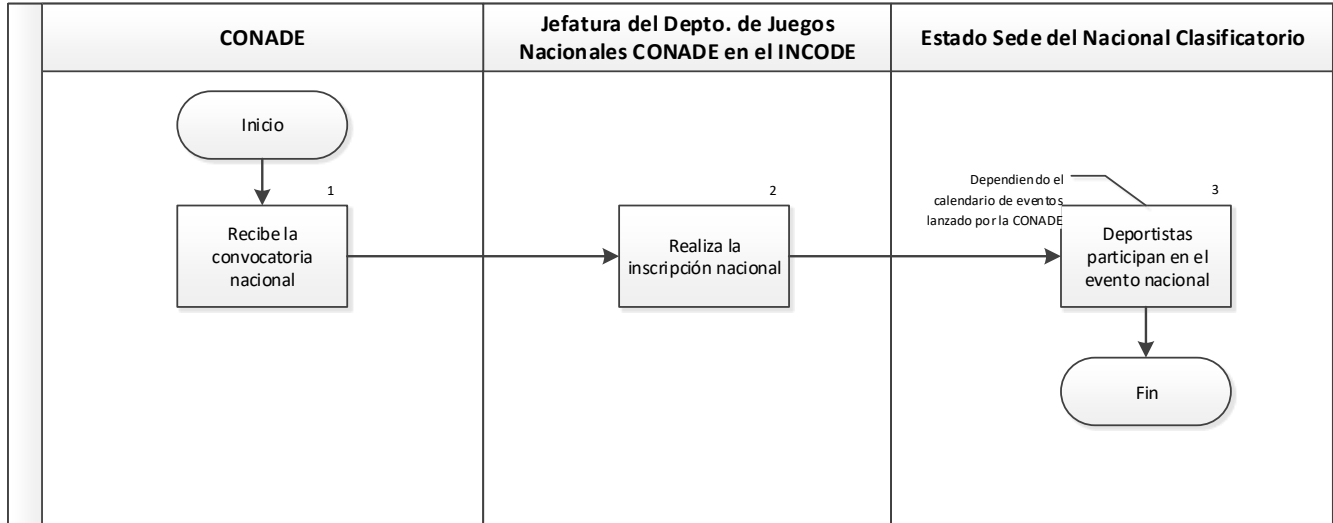 CONADE
Jefatura del Depto. de Juegos
Nacionales CONADE en el INCODE
Estado Sede del Nacional Clasificatorio
Inicio
1
Recibe la
convocatoria
nacional
2
Realiza la
inscripción nacional
Dependiendo el
calendario de eventos
lanzado por la CONADE
3
Deportistas
participan en el
evento nacional
Fin